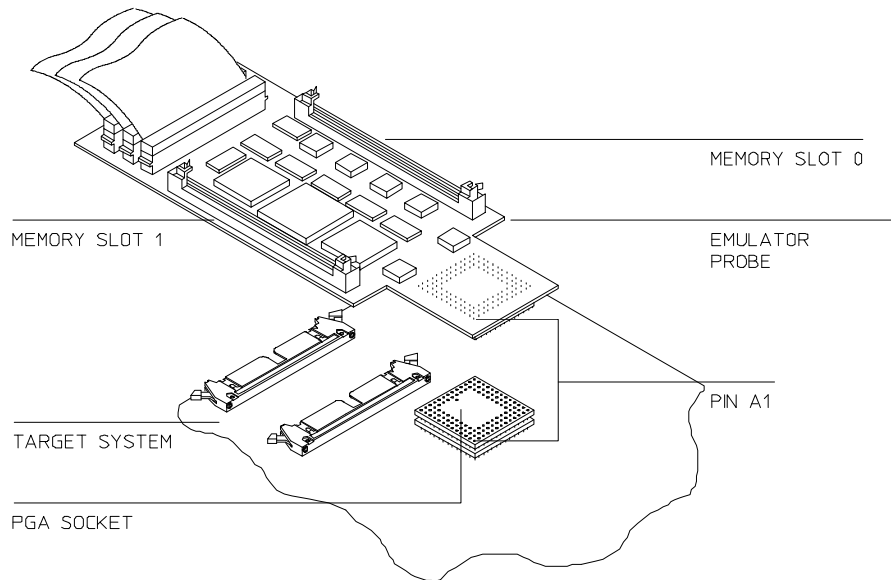 MEMORY SLOT 0
MEMORY SLOT 1
EMULATOR
PROBE
PIN A1
TARGET SYSTEM
PGA SOCKET